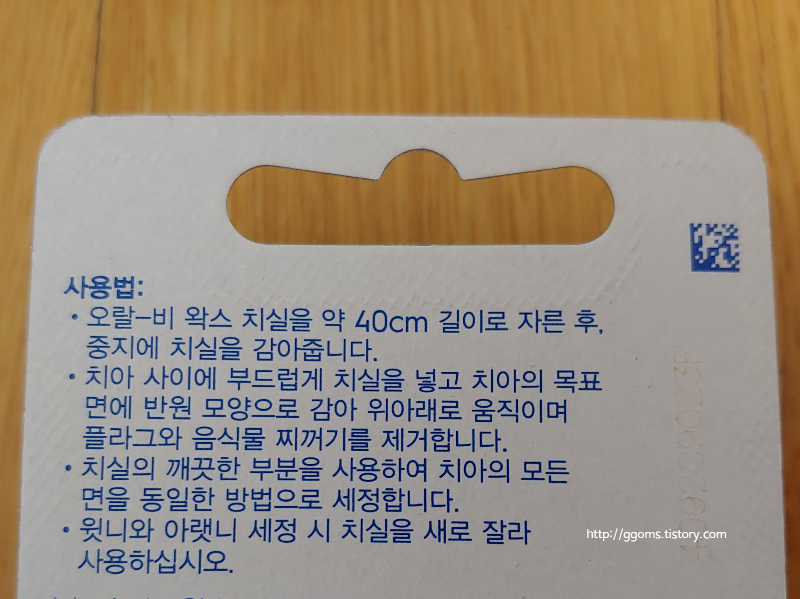 사용법:
• 오랄-비 왁스 치실을 약 40cm 길이로 자른 후,
중지에 치실을 감아줍니다.
• 치아 사이에 부드럽게 치실을 넣고 치아의 목표
면에 반원 모양으로 감아 위아래로 움직이며
플라그와 음식물 찌꺼기를 제거합니다.
• 치실의 깨끗한 부분을 사용하여 치아의 모든
면을 동일한 방법으로 세정합니다.
• 윗니와 아랫니 세정 시 치실을 새로 잘라
사용하십시오.
http://ggoms.tistory.com